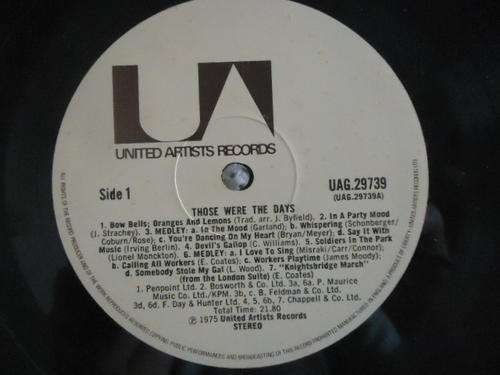 UA
UNITED ARTISTS RECORDS
Side 1
UAG.29739
(UAG.29739A)
THOSE WERE THE DAYS
1. Bow Bells; Oranges And Lemons (Trad. arr. J. Byfield). 2. In A Party Mood
(J. Strachey). 3. MEDLEY: a. In The Mood (Garland); b. Whispering (Schonberger/
Coburn/Rose); c. You're Dancing On My Heart (Bryan/Meyer); d. Say It With
Music (Irving Berlin). 4. Devil's Gallop (C. Williams). 5. Soldiers In The Park
(Lionel Monckton). 6. MEDLEY: a. I Love To Sing (Misraki/Carr/Connor);
b. Calling All Workers (E. Coates); c. Workers Playtime (James Moody);
d. Somebody Stole My Gal (L. Wood). 7. "Knightsbridge March"
(from the London Suite) (E. Coates)
1. Penpoint Ltd. 2. Bosworth & Co. Ltd. 3a, 6a. P. Maurice
Music Co. Ltd./KPM. 3b, c. B. Feldman & Co. Ltd.
3d, 6d. F. Day & Hunter Ltd. 4, 5, 6b, 7. Chappell & Co. Ltd.
Total Time: 21.80
℗ 1975 United Artists Records
STEREO